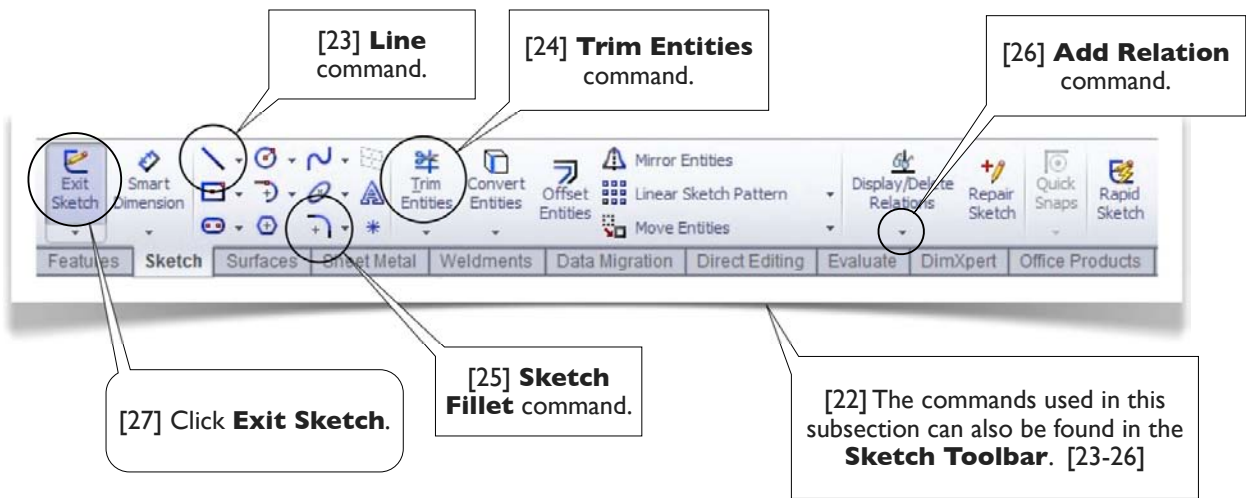 [23] Line
command.
[24] Trim Entities
command.
[26] Add Relation
command.
Exit
Sketch
Smart
Dimension
Trim
Entities
Convert
Entities
Offset
Entities
Mirror Entities
Linear Sketch Pattern
Move Entities
Display/Delete
Relations
Repair
Sketch
Quick
Snaps
Rapid
Sketch
Features
Sketch
Surfaces
Sheet Metal
Weldments
Data Migration
Direct Editing
Evaluate
DimXpert
Office Products
[27] Click Exit Sketch.
[25] Sketch
Fillet command.
[22] The commands used in this
subsection can also be found in the
Sketch Toolbar. [23-26]